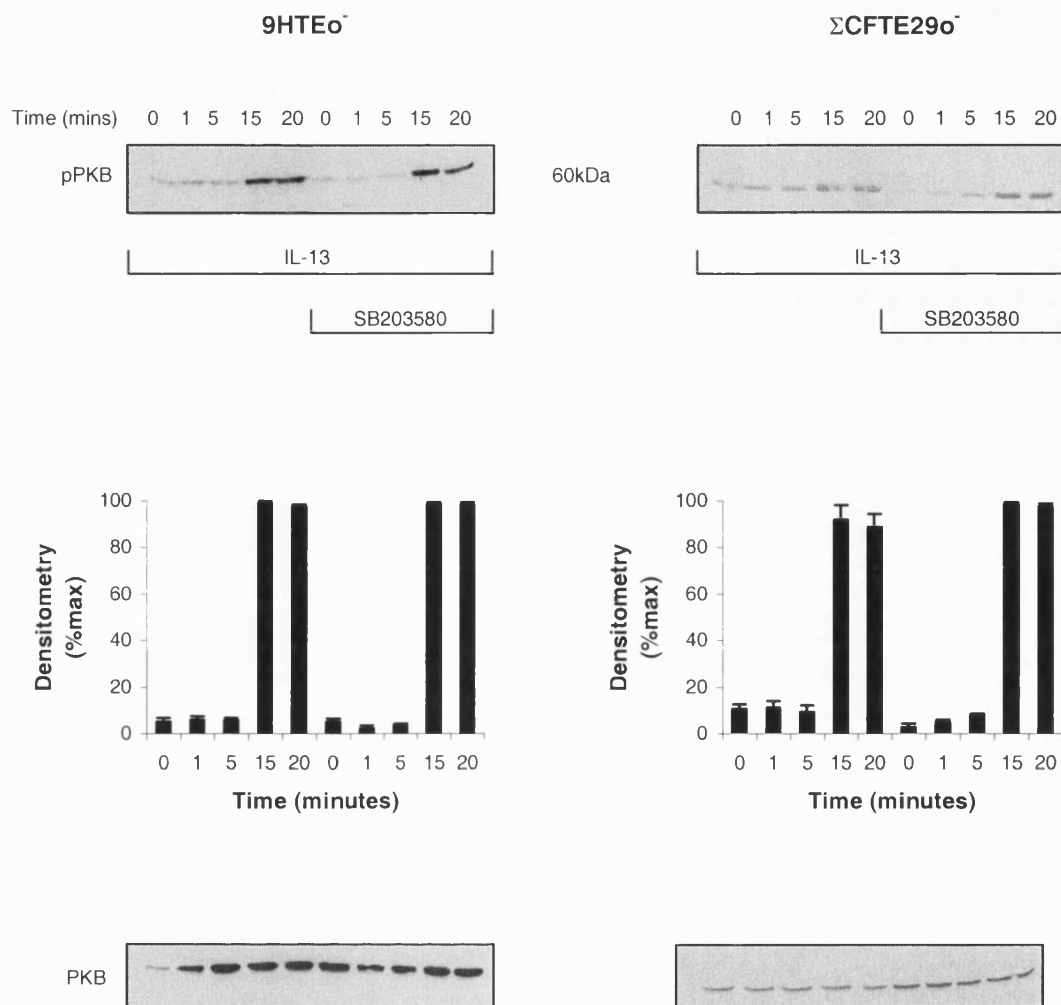 9HTEo⁻
ΣCFTE29o⁻
Time (mins) 0 1 5 15 20 0 1 5 15 20
0 1 5 15 20 0 1 5 15 20
pPKB
60kDa
IL-13
IL-13
SB203580
SB203580
Densitometry
(%max)
100
80
60
40
20
0
0 1 5 15 20 0 1 5 15 20
Time (minutes)
Densitometry
(%max)
100
80
60
40
20
0
0 1 5 15 20 0 1 5 15 20
Time (minutes)
PKB